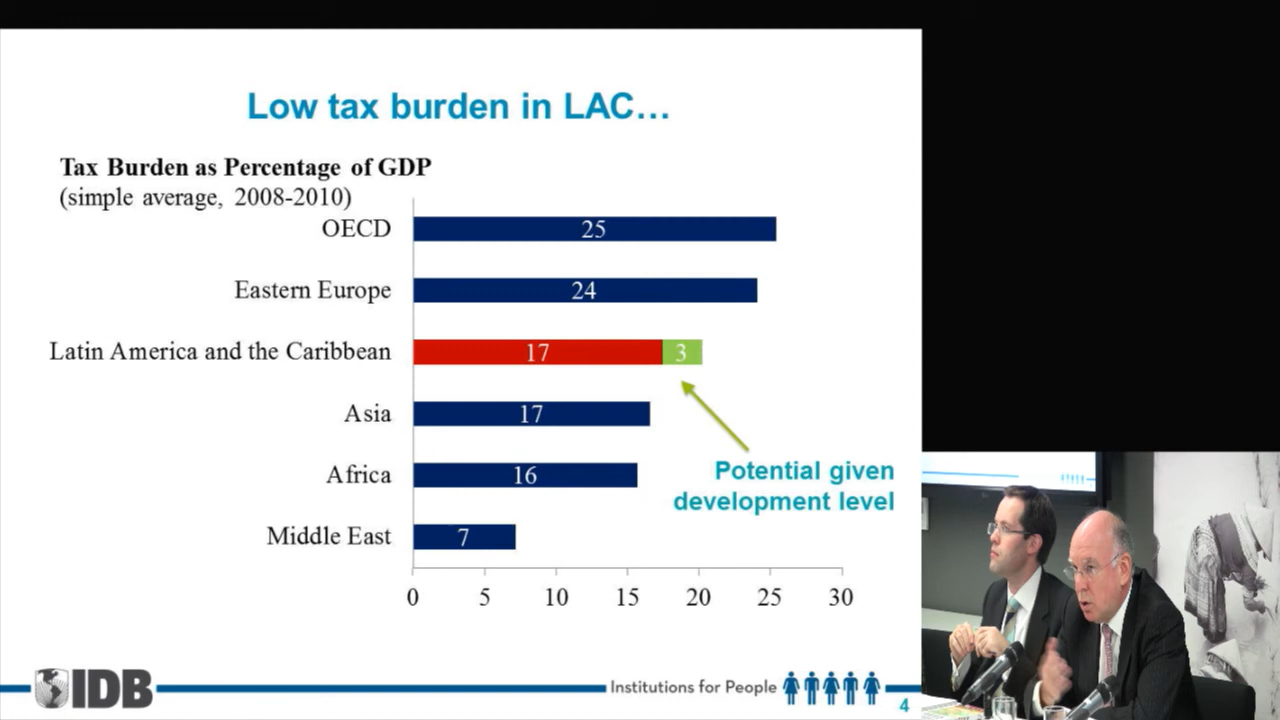 Low tax burden in LAC…
Tax Burden as Percentage of GDP
(simple average, 2008-2010)
OECD
25
Eastern Europe
24
Latin America and the Caribbean
17
3
Asia
17
Africa
16
Middle East
7
Potential given
development level
0 5 10 15 20 25 30
IDB
Institutions for People
4